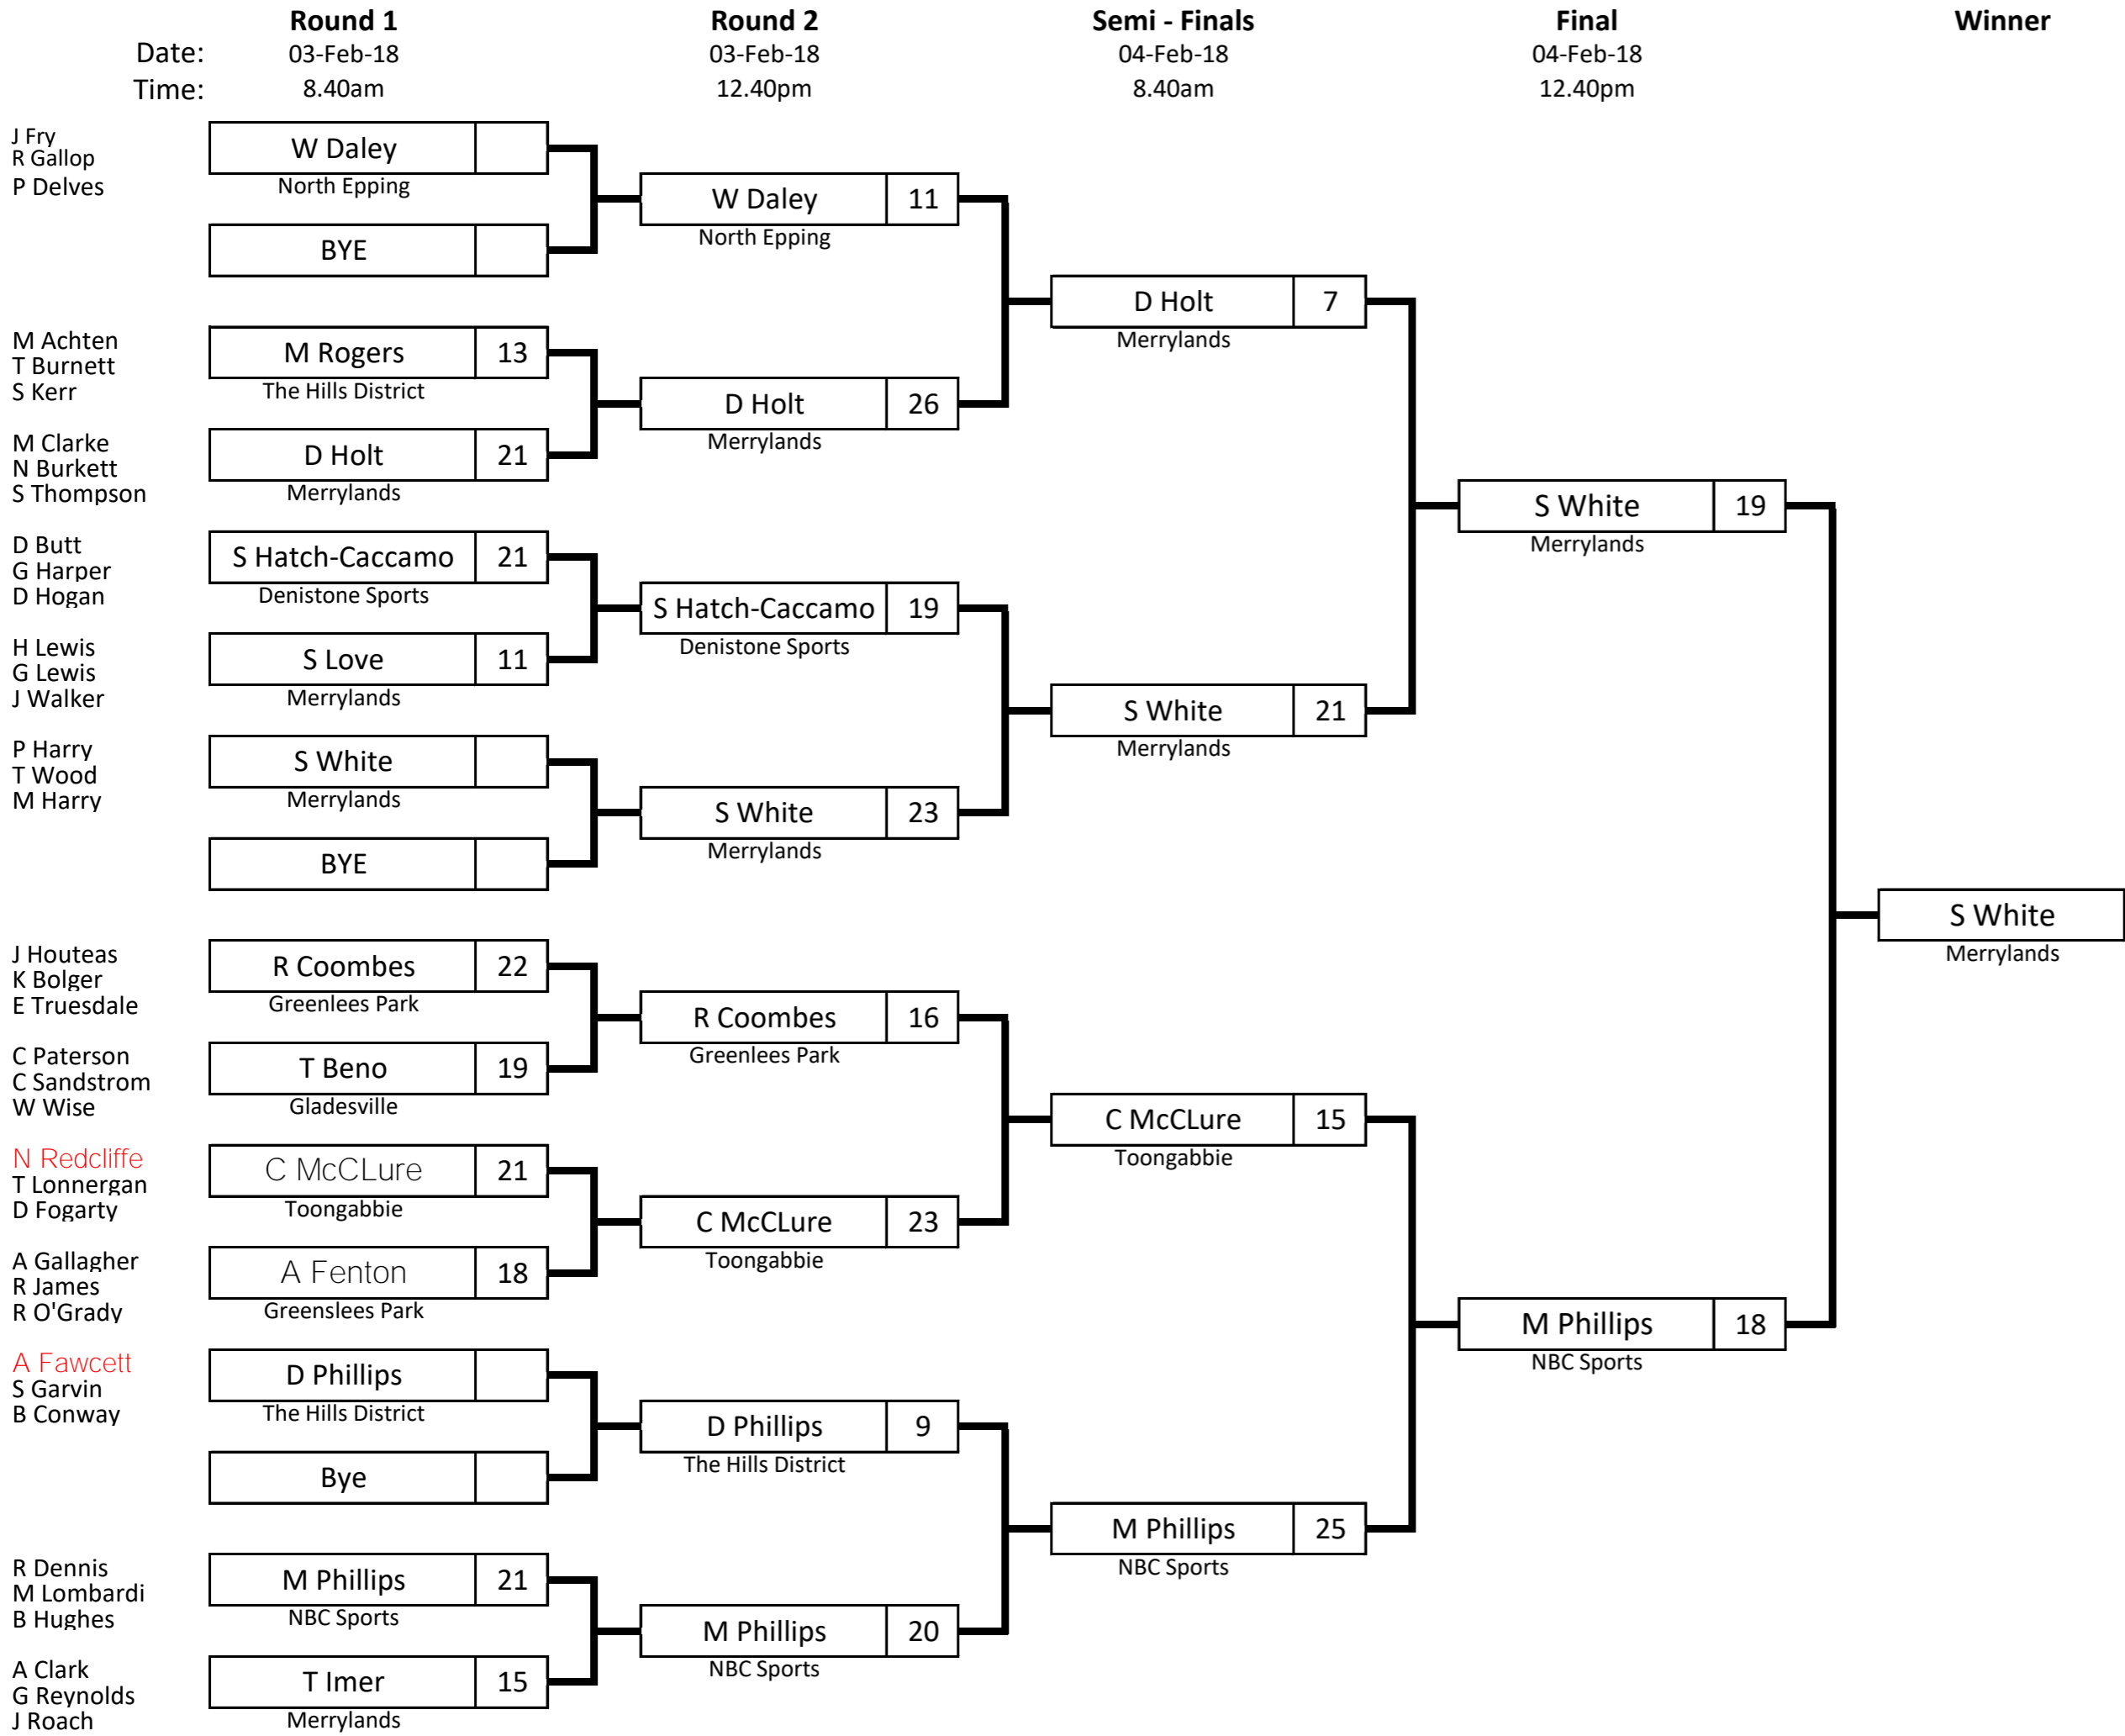 Round 1 Round 2 Semi - Finals Final Winner
Date: 03-Feb-18 03-Feb-18 04-Feb-18 04-Feb-18
Time: 8.40am 12.40pm 8.40am 12.40pm
J Fry
R Gallop
P Delves
W Daley
North Epping
BYE
M Achten
T Burnett
S Kerr
M Rogers 13
The Hills District
M Clarke
N Burkett
S Thompson
D Holt 21
Merrylands
D Butt
G Harper
D Hogan
S Hatch-Caccamo 21
Denistone Sports
H Lewis
G Lewis
J Walker
S Love 11
Merrylands
P Harry
T Wood
M Harry
S White
Merrylands
BYE
J Houteas
K Bolger
E Truesdale
R Coombes 22
Greenlees Park
C Paterson
C Sandstrom
W Wise
T Beno 19
Gladesville
N Redcliffe
T Lonnergan
D Fogarty
C McCLure 21
Toongabbie
A Gallagher
R James
R O'Grady
A Fenton 18
Greenslees Park
A Fawcett
S Garvin
B Conway
D Phillips
The Hills District
Bye
R Dennis
M Lombardi
B Hughes
M Phillips 21
NBC Sports
A Clark
G Reynolds
J Roach
T Imer 15
Merrylands
W Daley 11
North Epping
D Holt 26
Merrylands
S Hatch-Caccamo 19
Denistone Sports
S White 23
Merrylands
R Coombes 16
Greenlees Park
C McCLure 23
Toongabbie
D Phillips 9
The Hills District
M Phillips 20
NBC Sports
D Holt 7
Merrylands
S White 21
Merrylands
C McCLure 15
Toongabbie
M Phillips 25
NBC Sports
S White 19
Merrylands
M Phillips 18
NBC Sports
S White
Merrylands